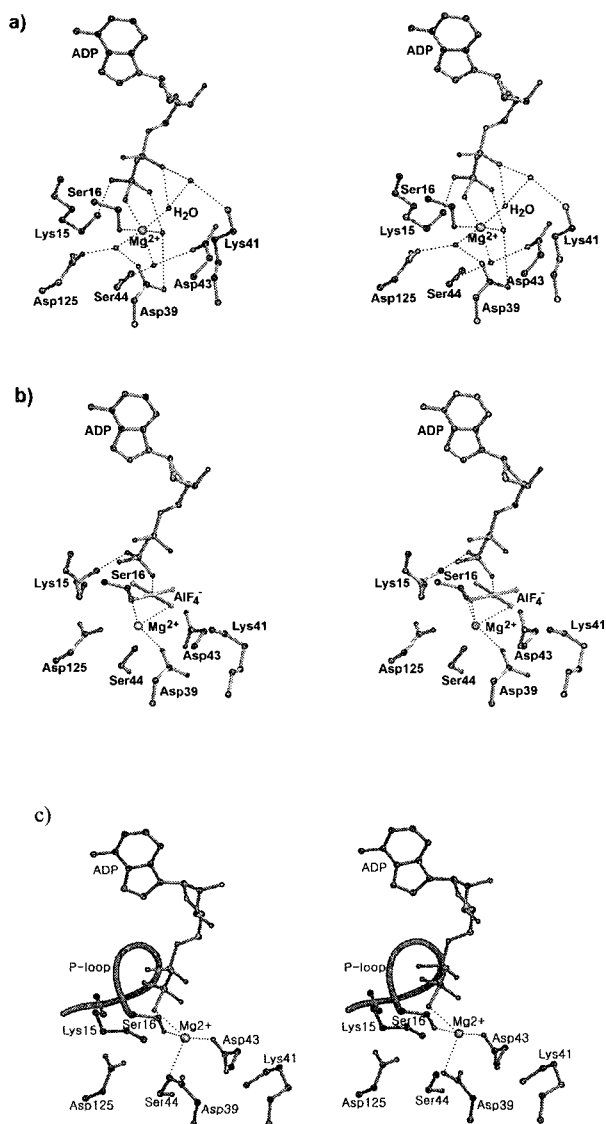 a)
ADP ADP
Ser16 Ser16
H2O H2O
Lys15 Mg2+ Lys41 Lys15 Mg2+ Lys41
Asp125 Ser44 Asp43 Asp125 Ser44 Asp43
Asp39 Asp39
b)
ADP ADP
Lys15 Ser16 Lys15 Ser16
AlF4- AlF4-
Mg2+ Lys41 Mg2+ Lys41
Asp125 Ser44 Asp43 Asp125 Ser44 Asp43
Asp39 Asp39
c)
ADP ADP
P-loop P-loop
Lys15 Ser16 Mg2+ Lys15 Ser16 Mg2+
Asp43 Asp43
Lys41 Lys41
Asp125 Ser44 Asp39 Asp125 Ser44 Asp39